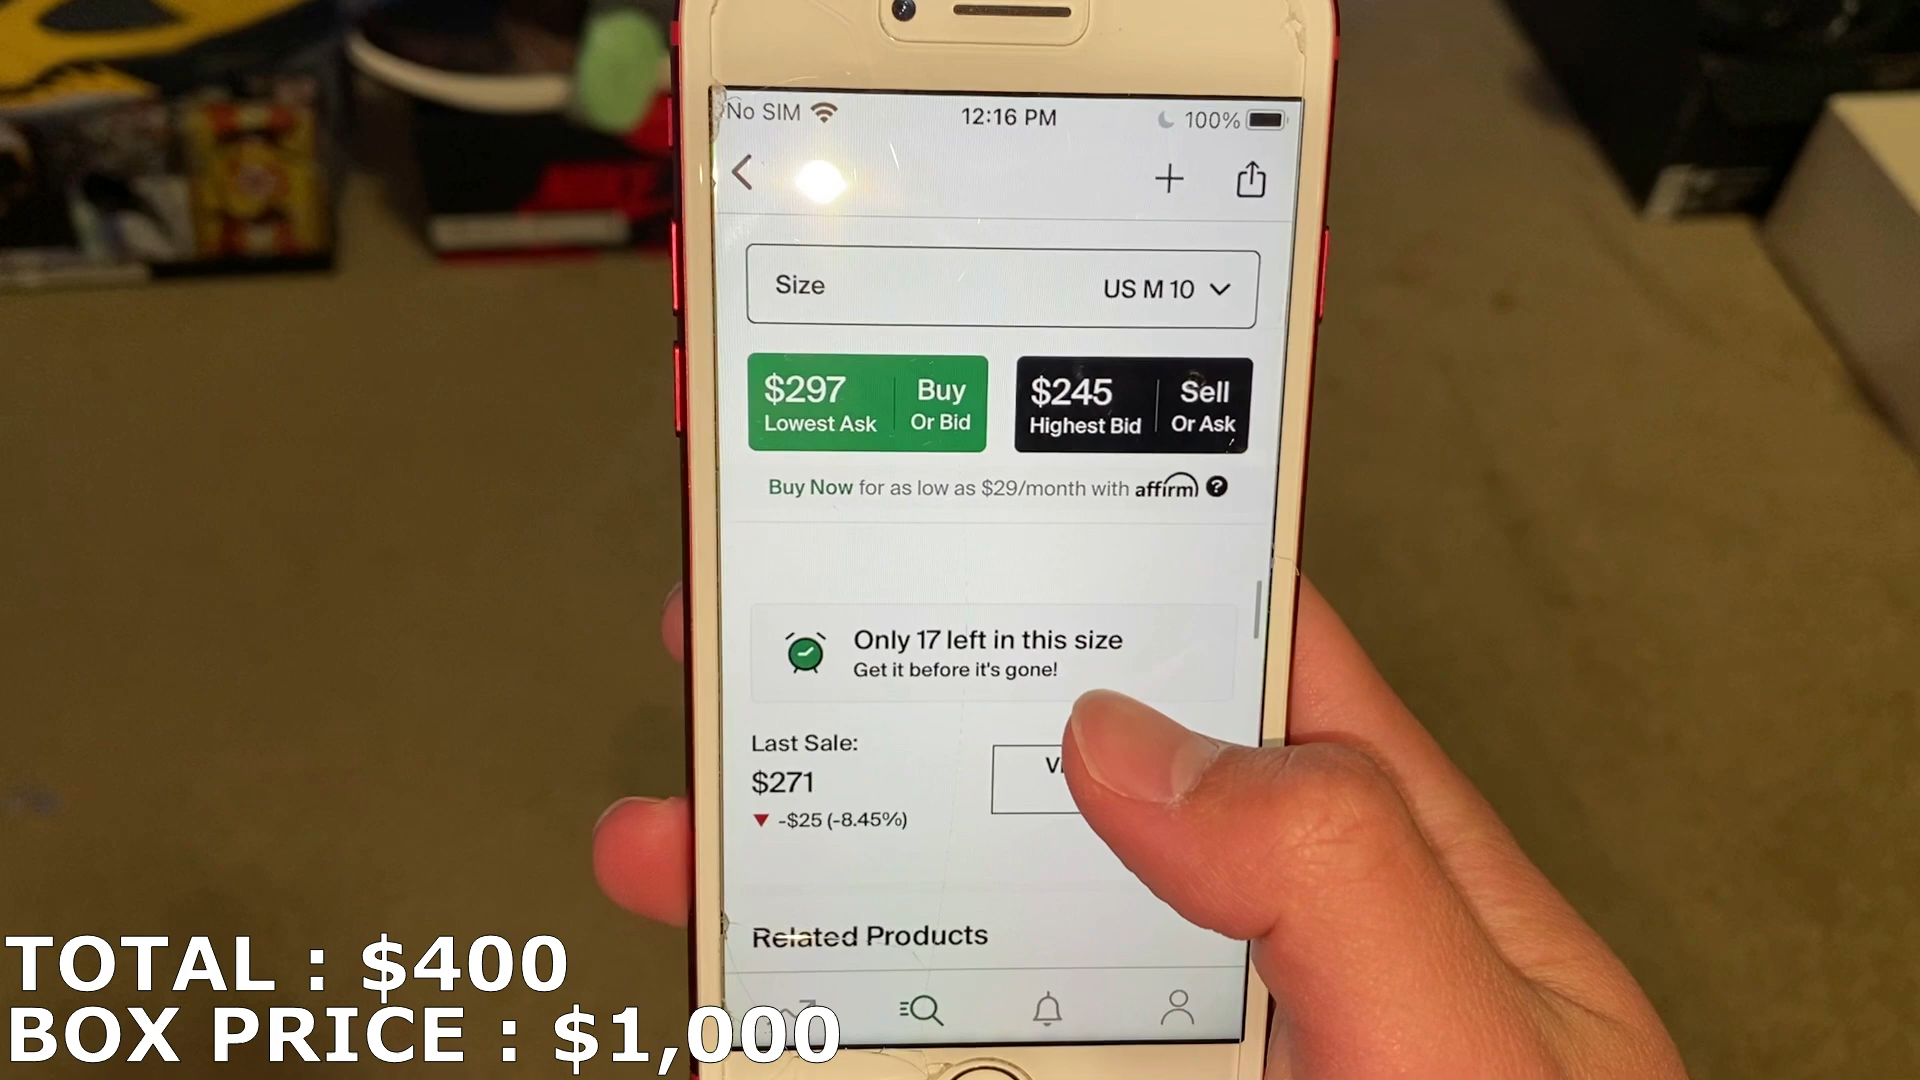 No SIM 12:16 PM 100%
Size US M 10
$297 Buy
Lowest Ask Or Bid
$245 Sell
Highest Bid Or Ask
Buy Now for as low as $29/month with affirm ?
Only 17 left in this size
Get it before it's gone!
Last Sale:
$271
-$25 (-8.45%)
Related Products
TOTAL : $400
BOX PRICE : $1,000